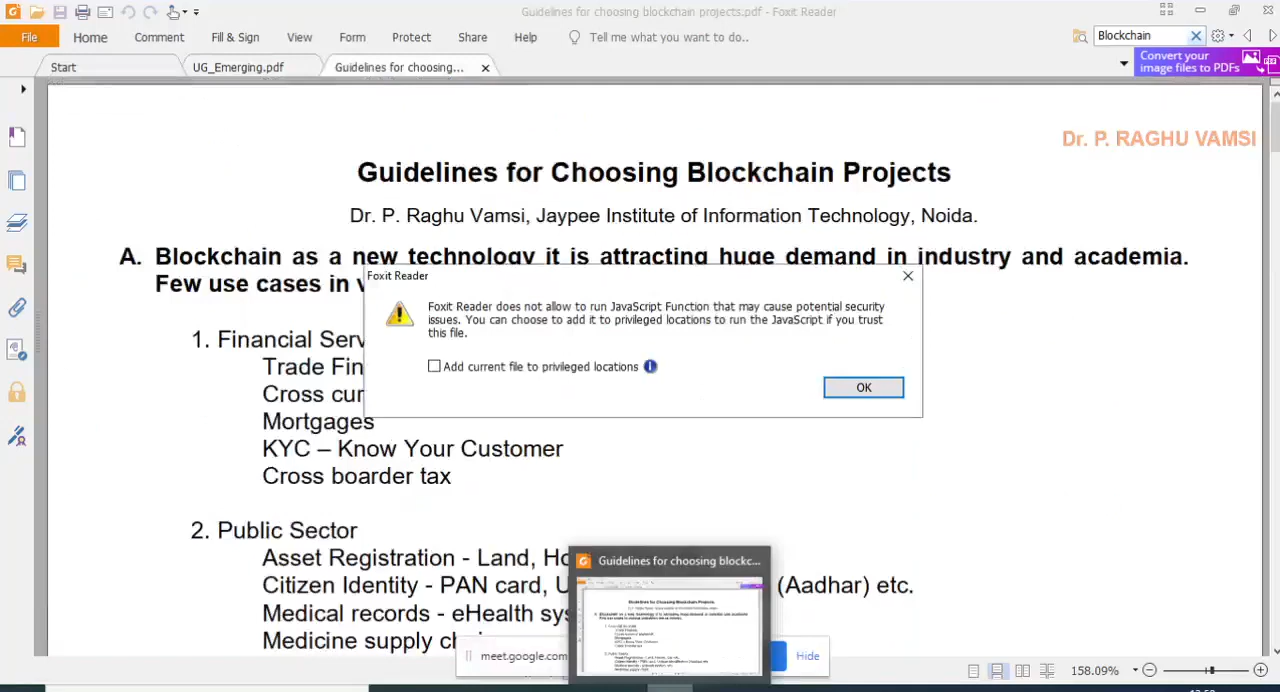 Guidelines for choosing blockchain projects.pdf - Foxit Reader
File Home Comment Fill & Sign View Form Protect Share Help Tell me what you want to do..
Blockchain
Convert your
image files to PDFs
Start UG_Emerging.pdf Guidelines for choosing...
Dr. P. RAGHU VAMSI
Guidelines for Choosing Blockchain Projects
Dr. P. Raghu Vamsi, Jaypee Institute of Information Technology, Noida.
A. Blockchain as a new technology it is attracting huge demand in industry and academia.
Few use cases in
Foxit Reader
Foxit Reader does not allow to run JavaScript Function that may cause potential security
issues. You can choose to add it to privileged locations to run the JavaScript if you trust
this file.
Add current file to privileged locations
OK
1. Financial Serv
Trade Fin
Cross cur
Mortgages
KYC – Know Your Customer
Cross boarder tax
2. Public Sector
Asset Registration - Land, Ho
Citizen Identity - PAN card, U (Aadhar) etc.
Medical records - eHealth sys
Medicine supply
Guidelines for choosing blockc...
meet.google.com
Hide
158.09%